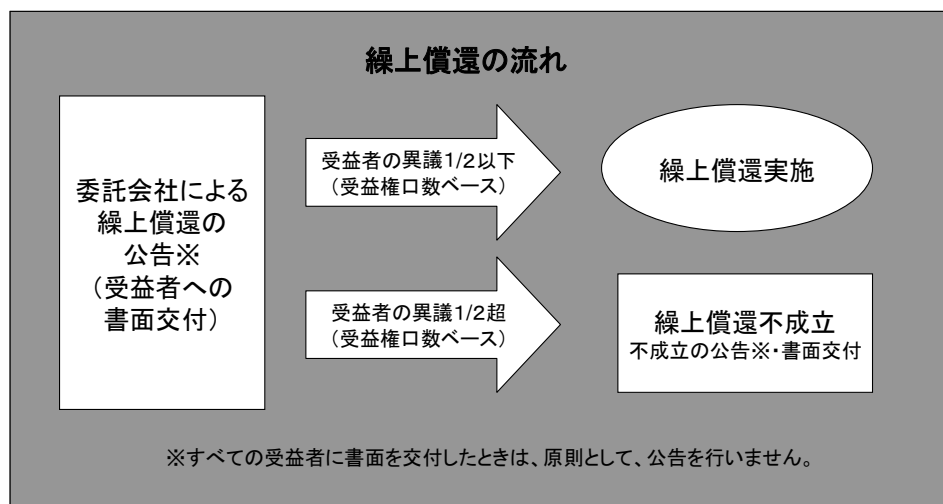 繰上償還の流れ
委託会社による
繰上償還の
公告※
（受益者への
書面交付）
受益者の異議1/2以下
（受益権口数ベース）
繰上償還実施
受益者の異議1/2超
（受益権口数ベース）
繰上償還不成立
不成立の公告※・書面交付
※すべての受益者に書面を交付したときは、原則として、公告を行いません。